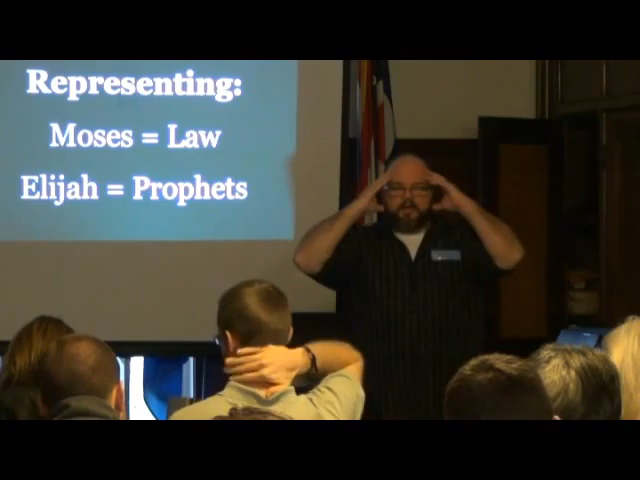 Representing:
Moses = Law
Elijah = Prophets